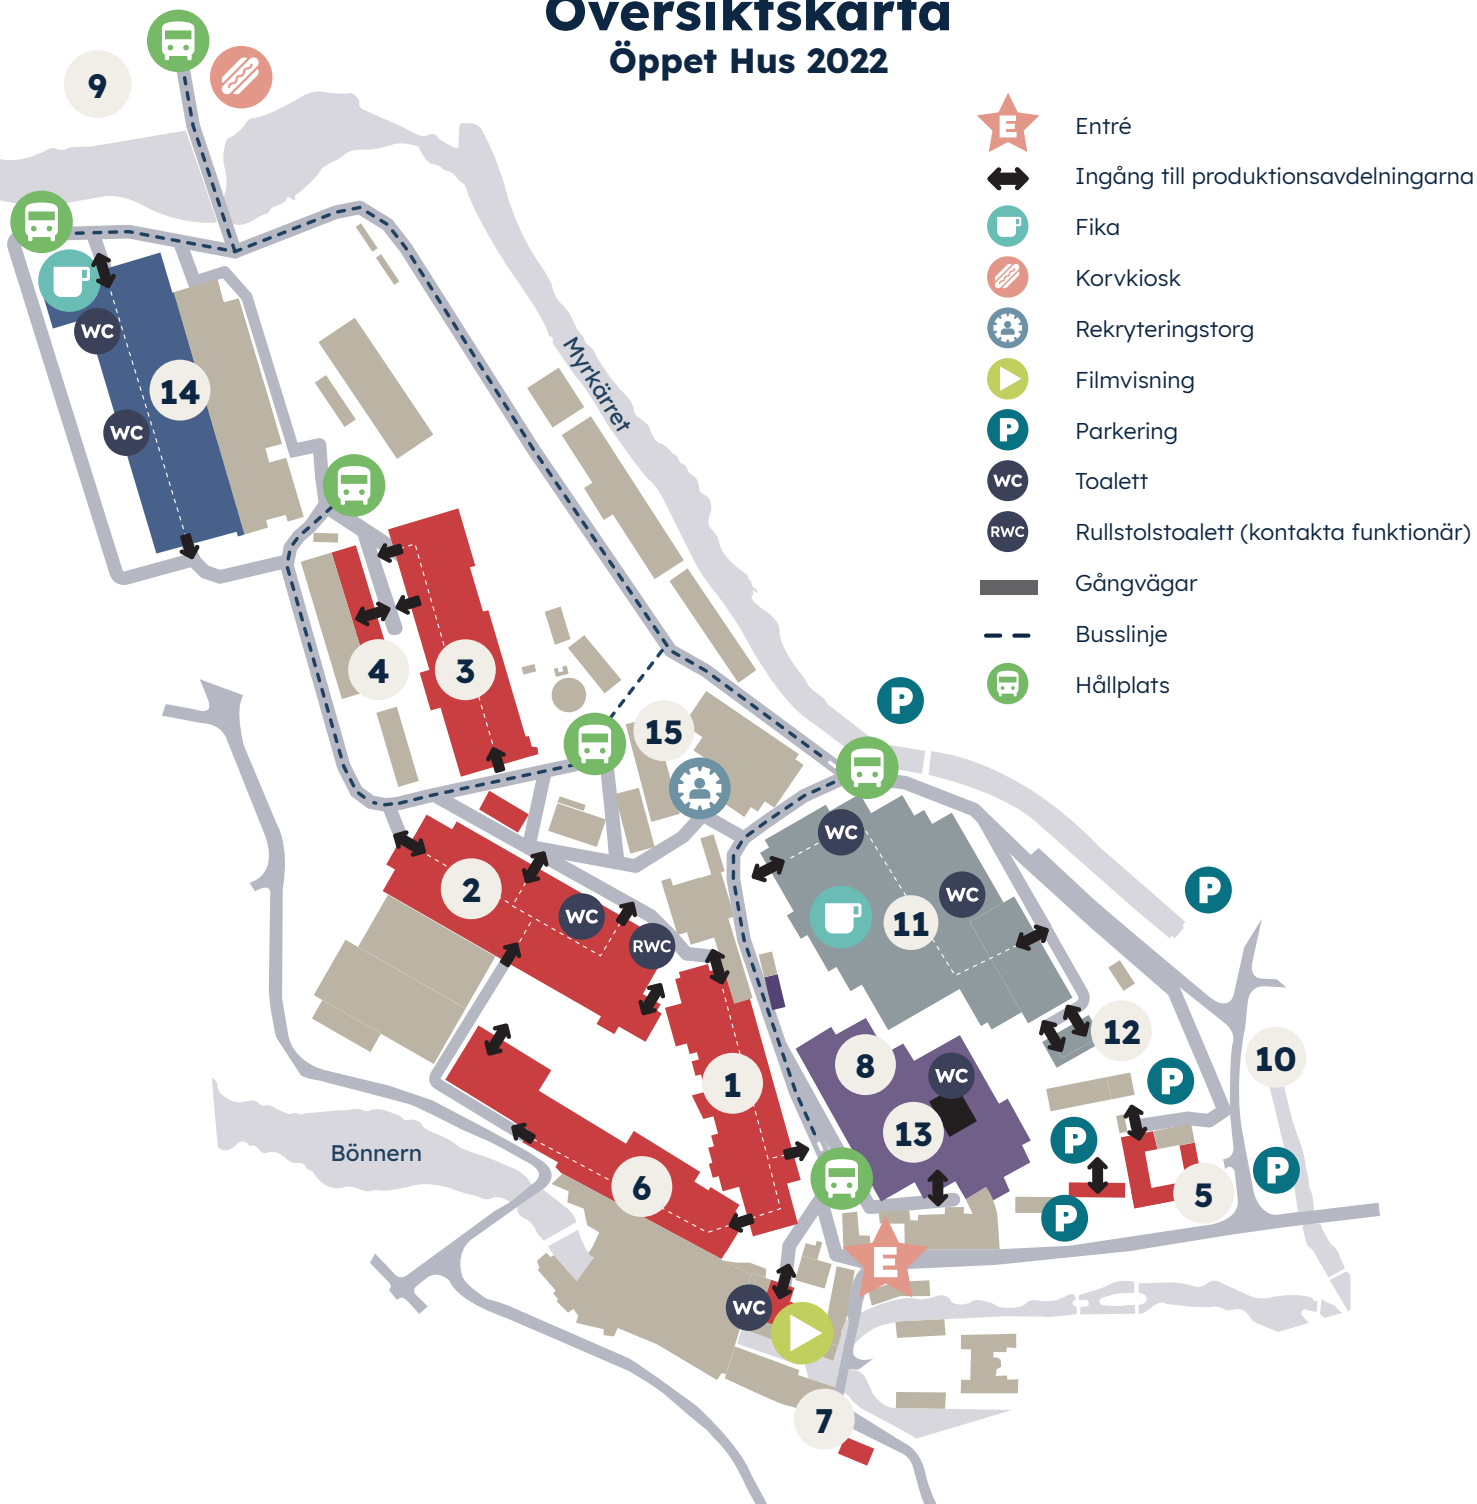 Översiktskarta
Öppet Hus 2022
E Entré
Ingång till produktionsavdelningarna
Fika
Korvkiosk
Rekryteringstorg
Filmvisning
P Parkering
WC Toalett
RWC Rullstolstoalett (kontakta funktionär)
Gångvägar
Busslinje
Hållplats
9
WC
14
WC
Myrkärret
4
3
15
P
2
WC
RWC
WC
WC
11
P
12
10
1
8
WC
13
P
P
P
5
P
Bönnern
6
E
WC
7